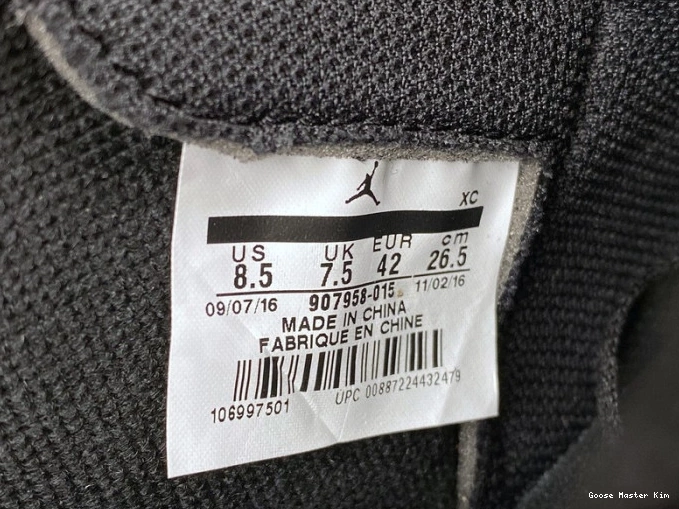 XC
US UK EUR cm
8.5 7.5 42 26.5
09/07/16 907958-015 11/02/16
MADE IN CHINA
FABRIQUE EN CHINE
106997501 UPC 00887224432479
Goose Master Kim